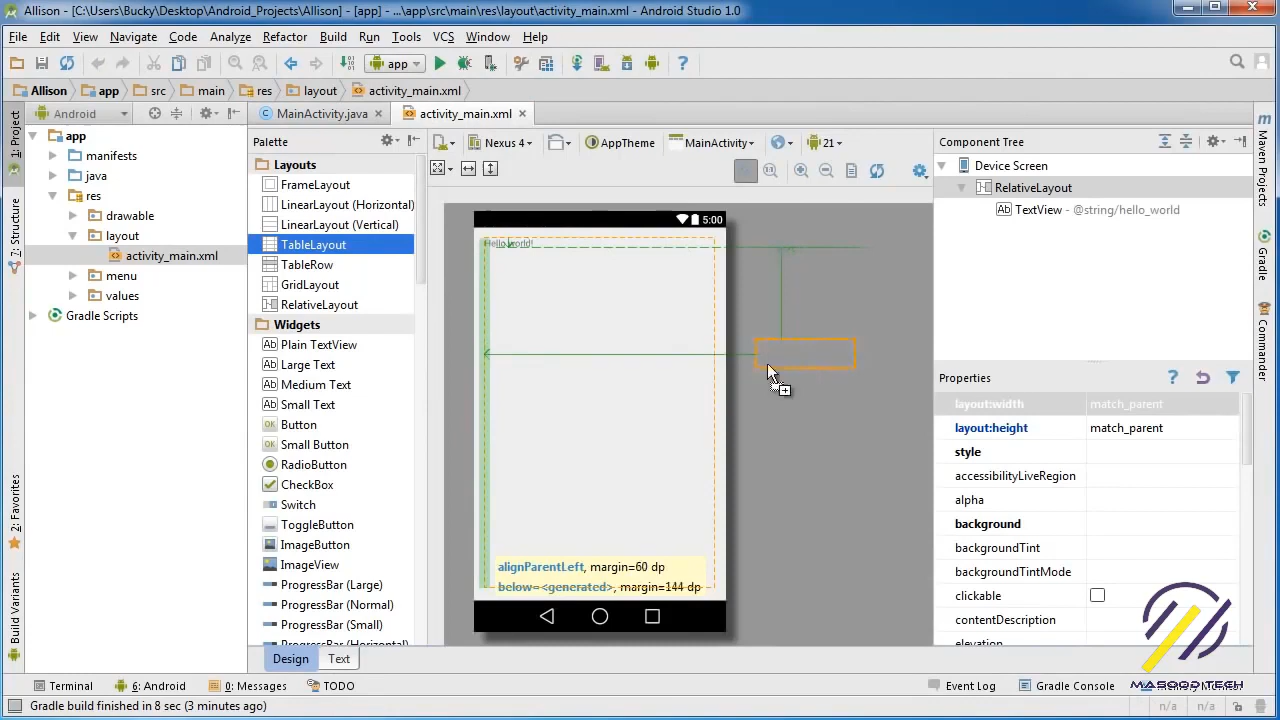 Allison - [C:\Users\Bucky\Desktop\Android_Projects\Allison] - [app] - ...\app\src\main\res\layout\activity_main.xml - Android Studio 1.0
File Edit View Navigate Code Analyze Refactor Build Run Tools VCS Window Help
app
Allison app src main res layout activity_main.xml
Android
MainActivity.java
activity_main.xml
1: Project
7: Structure
2: Favorites
Build Variants
app
manifests
java
res
drawable
layout
activity_main.xml
menu
values
Gradle Scripts
Palette
Layouts
FrameLayout
LinearLayout (Horizontal)
LinearLayout (Vertical)
TableLayout
TableRow
GridLayout
RelativeLayout
Widgets
Plain TextView
Large Text
Medium Text
Small Text
Button
Small Button
RadioButton
CheckBox
Switch
ToggleButton
ImageButton
ImageView
ProgressBar (Large)
ProgressBar (Normal)
ProgressBar (Small)
ProgressBar (Horizontal)
Design Text
Nexus 4 AppTheme MainActivity 21
5:00
Hello world!
alignParentLeft, margin=60 dp
below=<generated>, margin=144 dp
Component Tree
Device Screen
RelativeLayout
Ab TextView - @string/hello_world
Properties
layout:width match_parent
layout:height match_parent
style
accessibilityLiveRegion
alpha
background
backgroundTint
backgroundTintMode
clickable
contentDescription
elevation
Maven Projects
Gradle
Commander
MASOODITECH
Terminal 6: Android 0: Messages TODO
Event Log Gradle Console
Gradle build finished in 8 sec (3 minutes ago)
n/a n/a